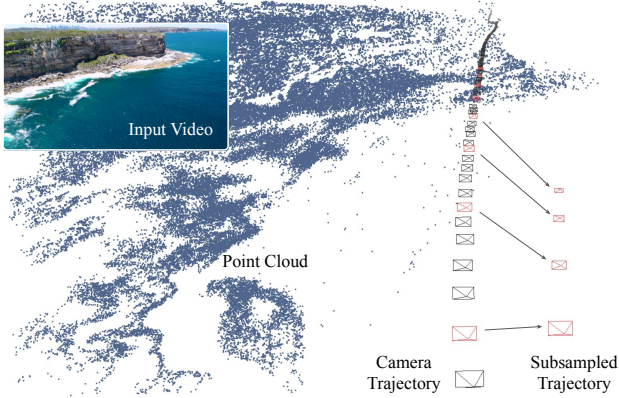 Input Video
Point Cloud
Camera
Trajectory
Subsampled
Trajectory